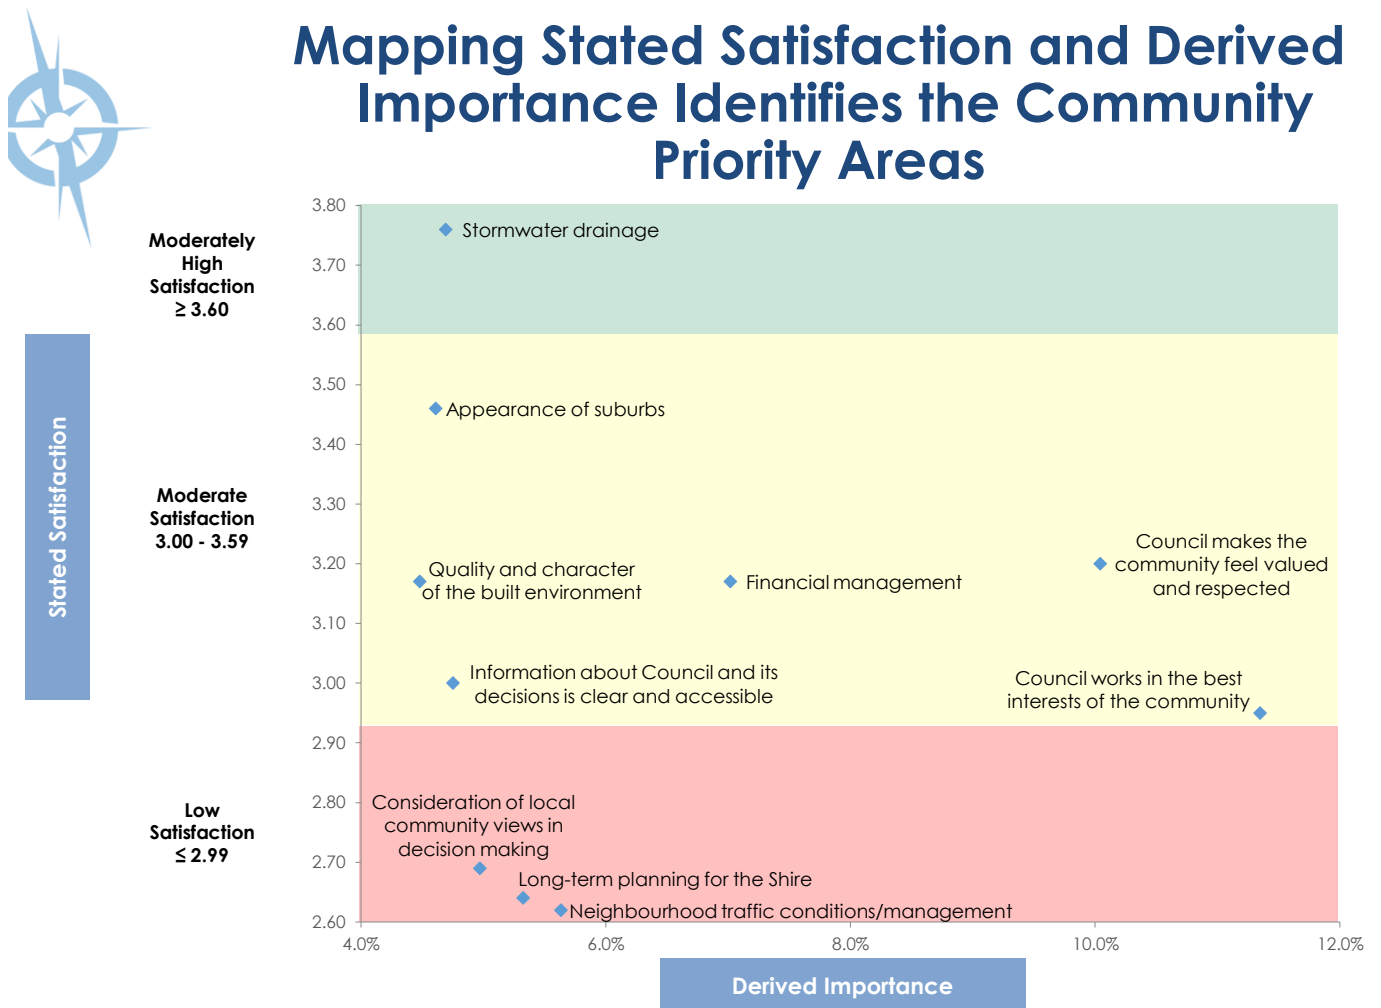 Mapping Stated Satisfaction and Derived
Importance Identifies the Community
Priority Areas
Moderately
High
Satisfaction
≥ 3.60
Moderate
Satisfaction
3.00 - 3.59
Low
Satisfaction
≤ 2.99
Stated Satisfaction
3.80
3.70
3.60
3.50
3.40
3.30
3.20
3.10
3.00
2.90
2.80
2.70
2.60
Stormwater drainage
Appearance of suburbs
Quality and character
of the built environment
Financial management
Council makes the
community feel valued
and respected
Information about Council and its
decisions is clear and accessible
Council works in the best
interests of the community
Consideration of local
community views in
decision making
Long-term planning for the Shire
Neighbourhood traffic conditions/management
4.0%
6.0%
8.0%
10.0%
12.0%
Derived Importance